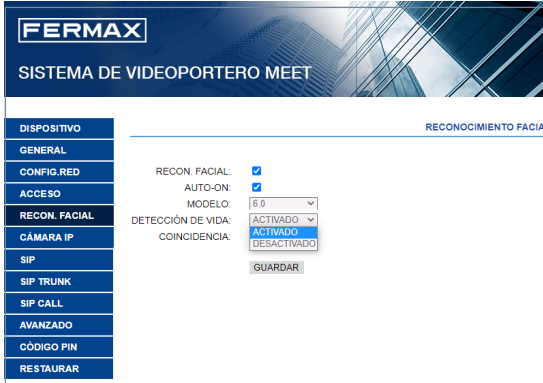 FERMAX
SISTEMA DE VIDEOPORTERO MEET
RECONOCIMIENTO FACIA
DISPOSITIVO
GENERAL
CONFIG.RED
ACCESO
RECON. FACIAL
CÁMARA IP
SIP
SIP TRUNK
SIP CALL
AVANZADO
CÓDIGO PIN
RESTAURAR
RECON. FACIAL:
AUTO-ON:
MODELO: 6.0
DETECCIÓN DE VIDA: ACTIVADO
COINCIDENCIA: ACTIVADO
DESACTIVADO
GUARDAR